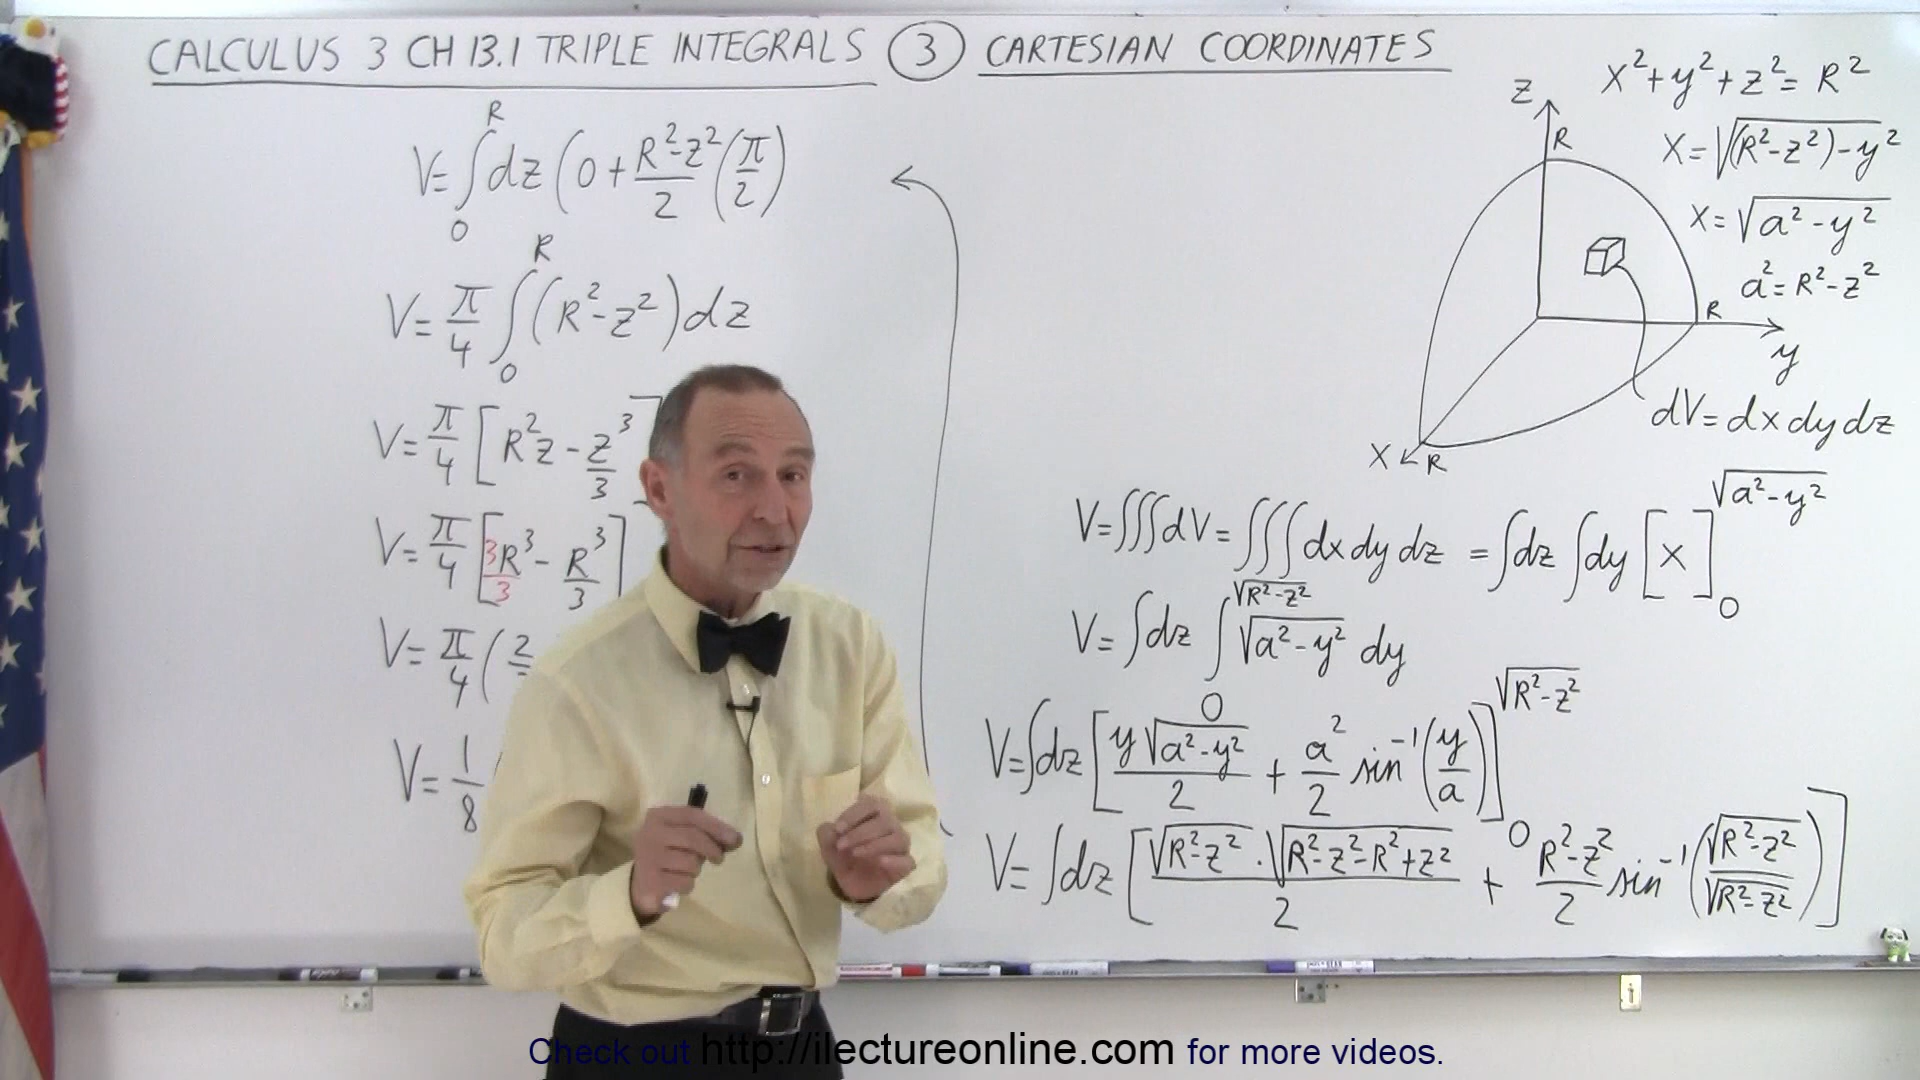 CALCULUS 3 CH 13.1 TRIPLE INTEGRALS ③ CARTESIAN COORDINATES
V=∫₀ᴿ dz (0 + (R²-z²)/2 (π/2))
V= π/4 ∫₀ᴿ (R²-z²) dz
V= π/4 [R²z - z³/3]
V= π/4 [3R³/3 - R³/3]
V= π/4 (2
V= 1/8
x²+y²+z²=R²
x=√((R²-z²)-y²)
x=√(a²-y²)
a²=R²-z²
z
R
R
y
x
R
dV=dx dy dz
V=∫∫∫dV=∫∫∫dx dy dz =∫dz ∫dy [x]₀^√(a²-y²)
V=∫dz ∫₀^√(R²-z²) √(a²-y²) dy
V=∫dz [y√(a²-y²)/2 + a²/2 sin⁻¹(y/a)]₀^√(R²-z²)
V=∫dz [√(R²-z²)·√(R²-z²-R²+z²)/2 + (R²-z²)/2 sin⁻¹(√(R²-z²)/√(R²-z²))]
Check out http://ilectureonline.com for more videos.